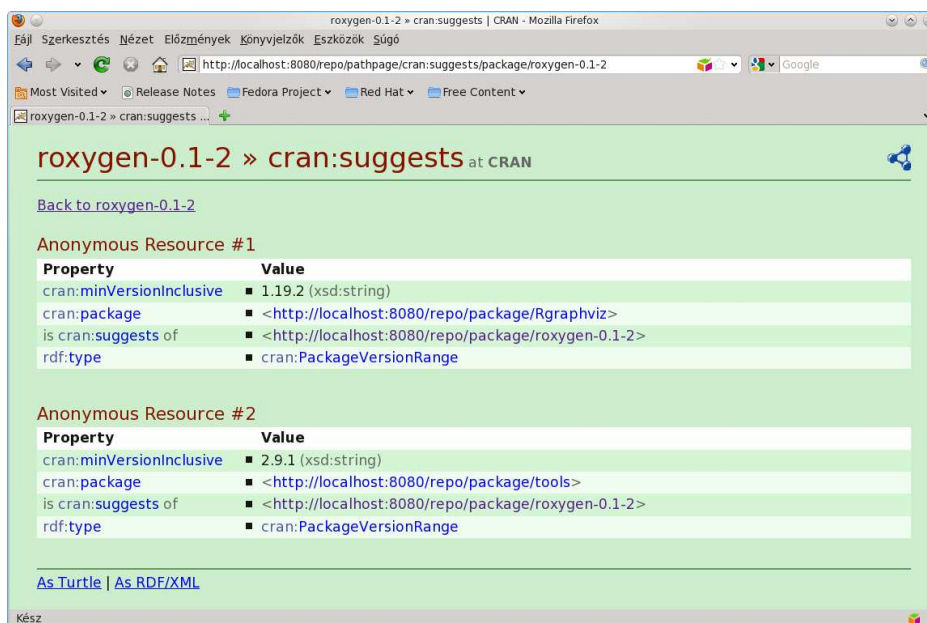 roxygen-0.1-2 » cran:suggests | CRAN - Mozilla Firefox
Fájl Szerkesztés Nézet Előzmények Könyvjelzők Eszközök Súgó
http://localhost:8080/repo/pathpage/cran:suggests/package/roxygen-0.1-2 Google
Most Visited Release Notes Fedora Project Red Hat Free Content
roxygen-0.1-2 » cran:suggests ...
roxygen-0.1-2 » cran:suggests at CRAN
Back to roxygen-0.1-2
Anonymous Resource #1
Property Value
cran:minVersionInclusive ▪ 1.19.2 (xsd:string)
cran:package ▪ <http://localhost:8080/repo/package/Rgraphviz>
is cran:suggests of ▪ <http://localhost:8080/repo/package/roxygen-0.1-2>
rdf:type ▪ cran:PackageVersionRange
Anonymous Resource #2
Property Value
cran:minVersionInclusive ▪ 2.9.1 (xsd:string)
cran:package ▪ <http://localhost:8080/repo/package/tools>
is cran:suggests of ▪ <http://localhost:8080/repo/package/roxygen-0.1-2>
rdf:type ▪ cran:PackageVersionRange
As Turtle | As RDF/XML
Kész